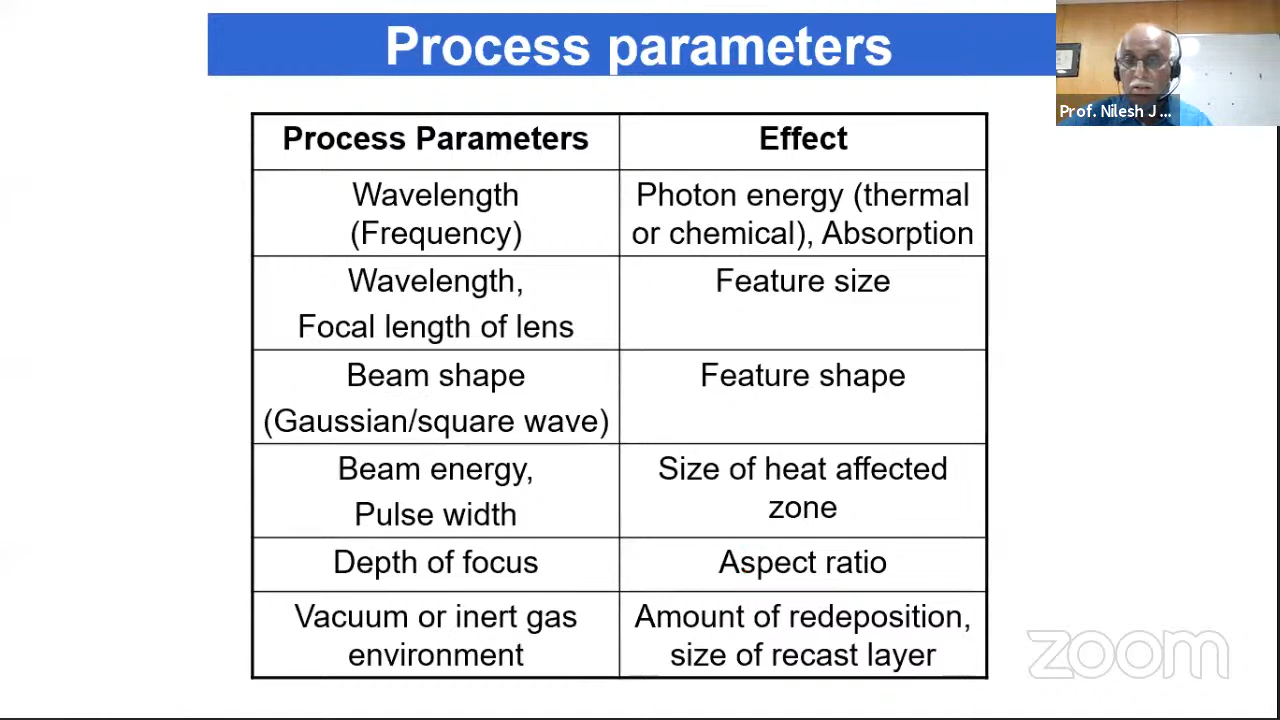 Process parameters
Prof. Nilesh J ...
Process Parameters
Effect
Wavelength
(Frequency)
Photon energy (thermal
or chemical), Absorption
Wavelength,
Focal length of lens
Feature size
Beam shape
(Gaussian/square wave)
Feature shape
Beam energy,
Pulse width
Size of heat affected
zone
Depth of focus
Aspect ratio
Vacuum or inert gas
environment
Amount of redeposition,
size of recast layer
zoom